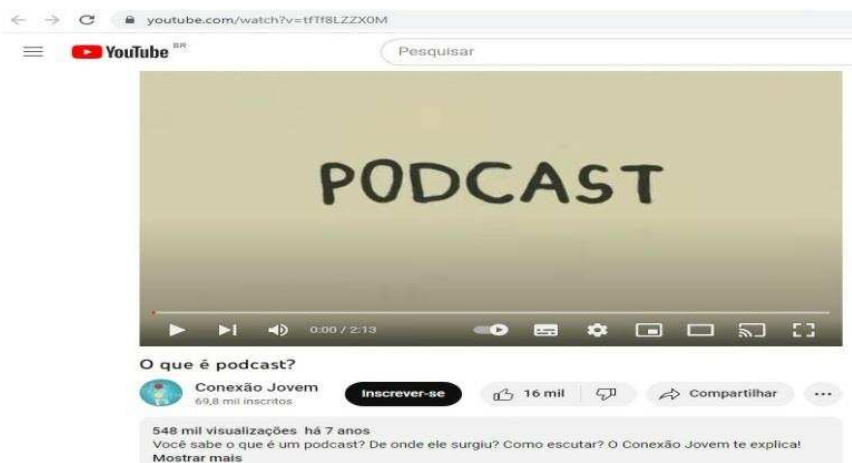 youtube.com/watch?v=tfTf8LZZX0M
YouTube BR
Pesquisar
PODCAST
0:00 / 2:13
O que é podcast?
Conexão Jovem
69,8 mil inscritos
Inscrever-se
16 mil
Compartilhar
548 mil visualizações há 7 anos
Você sabe o que é um podcast? De onde ele surgiu? Como escutar? O Conexão Jovem te explica!
Mostrar mais